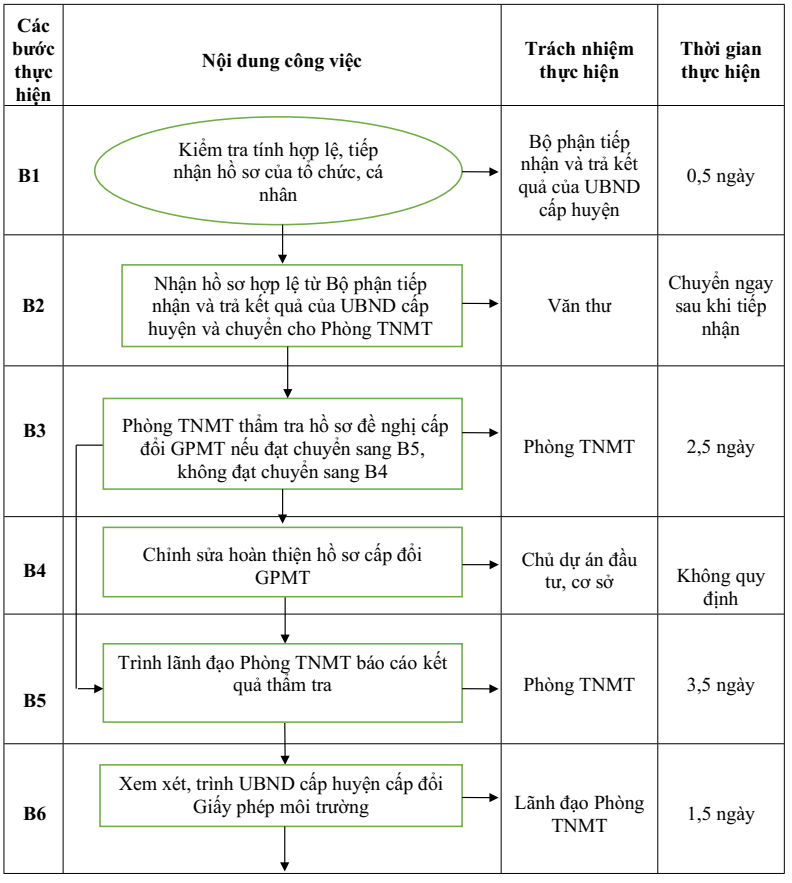 Các
bước
thực
hiện
Nội dung công việc
Trách nhiệm
thực hiện
Thời gian
thực hiện
B1
Kiểm tra tính hợp lệ, tiếp
nhận hồ sơ của tổ chức, cá
nhân
Bộ phận tiếp
nhận và trả kết
quả của UBND
cấp huyện
0,5 ngày
B2
Nhận hồ sơ hợp lệ từ Bộ phận tiếp
nhận và trả kết quả của UBND cấp
huyện và chuyển cho Phòng TNMT
Văn thư
Chuyển ngay
sau khi tiếp
nhận
B3
Phòng TNMT thẩm tra hồ sơ đề nghị cấp
đổi GPMT nếu đạt chuyển sang B5,
không đạt chuyển sang B4
Phòng TNMT
2,5 ngày
B4
Chỉnh sửa hoàn thiện hồ sơ cấp đổi
GPMT
Chủ dự án đầu
tư, cơ sở
Không quy
định
B5
Trình lãnh đạo Phòng TNMT báo cáo kết
quả thẩm tra
Phòng TNMT
3,5 ngày
B6
Xem xét, trình UBND cấp huyện cấp đổi
Giấy phép môi trường
Lãnh đạo Phòng
TNMT
1,5 ngày